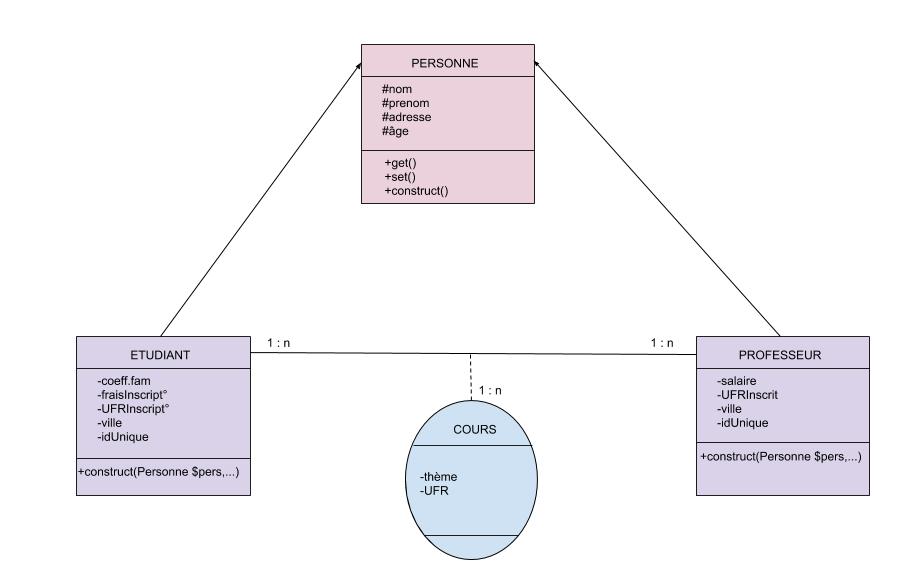 PERSONNE
#nom
#prenom
#adresse
#âge
+get()
+set()
+construct()
1 : n
1 : n
ETUDIANT
-coeff.fam
-fraisInscript°
-UFRInscript°
-ville
-idUnique
+construct(Personne $pers,...)
1 : n
COURS
-thème
-UFR
PROFESSEUR
-salaire
-UFRInscrit
-ville
-idUnique
+construct(Personne $pers,...)